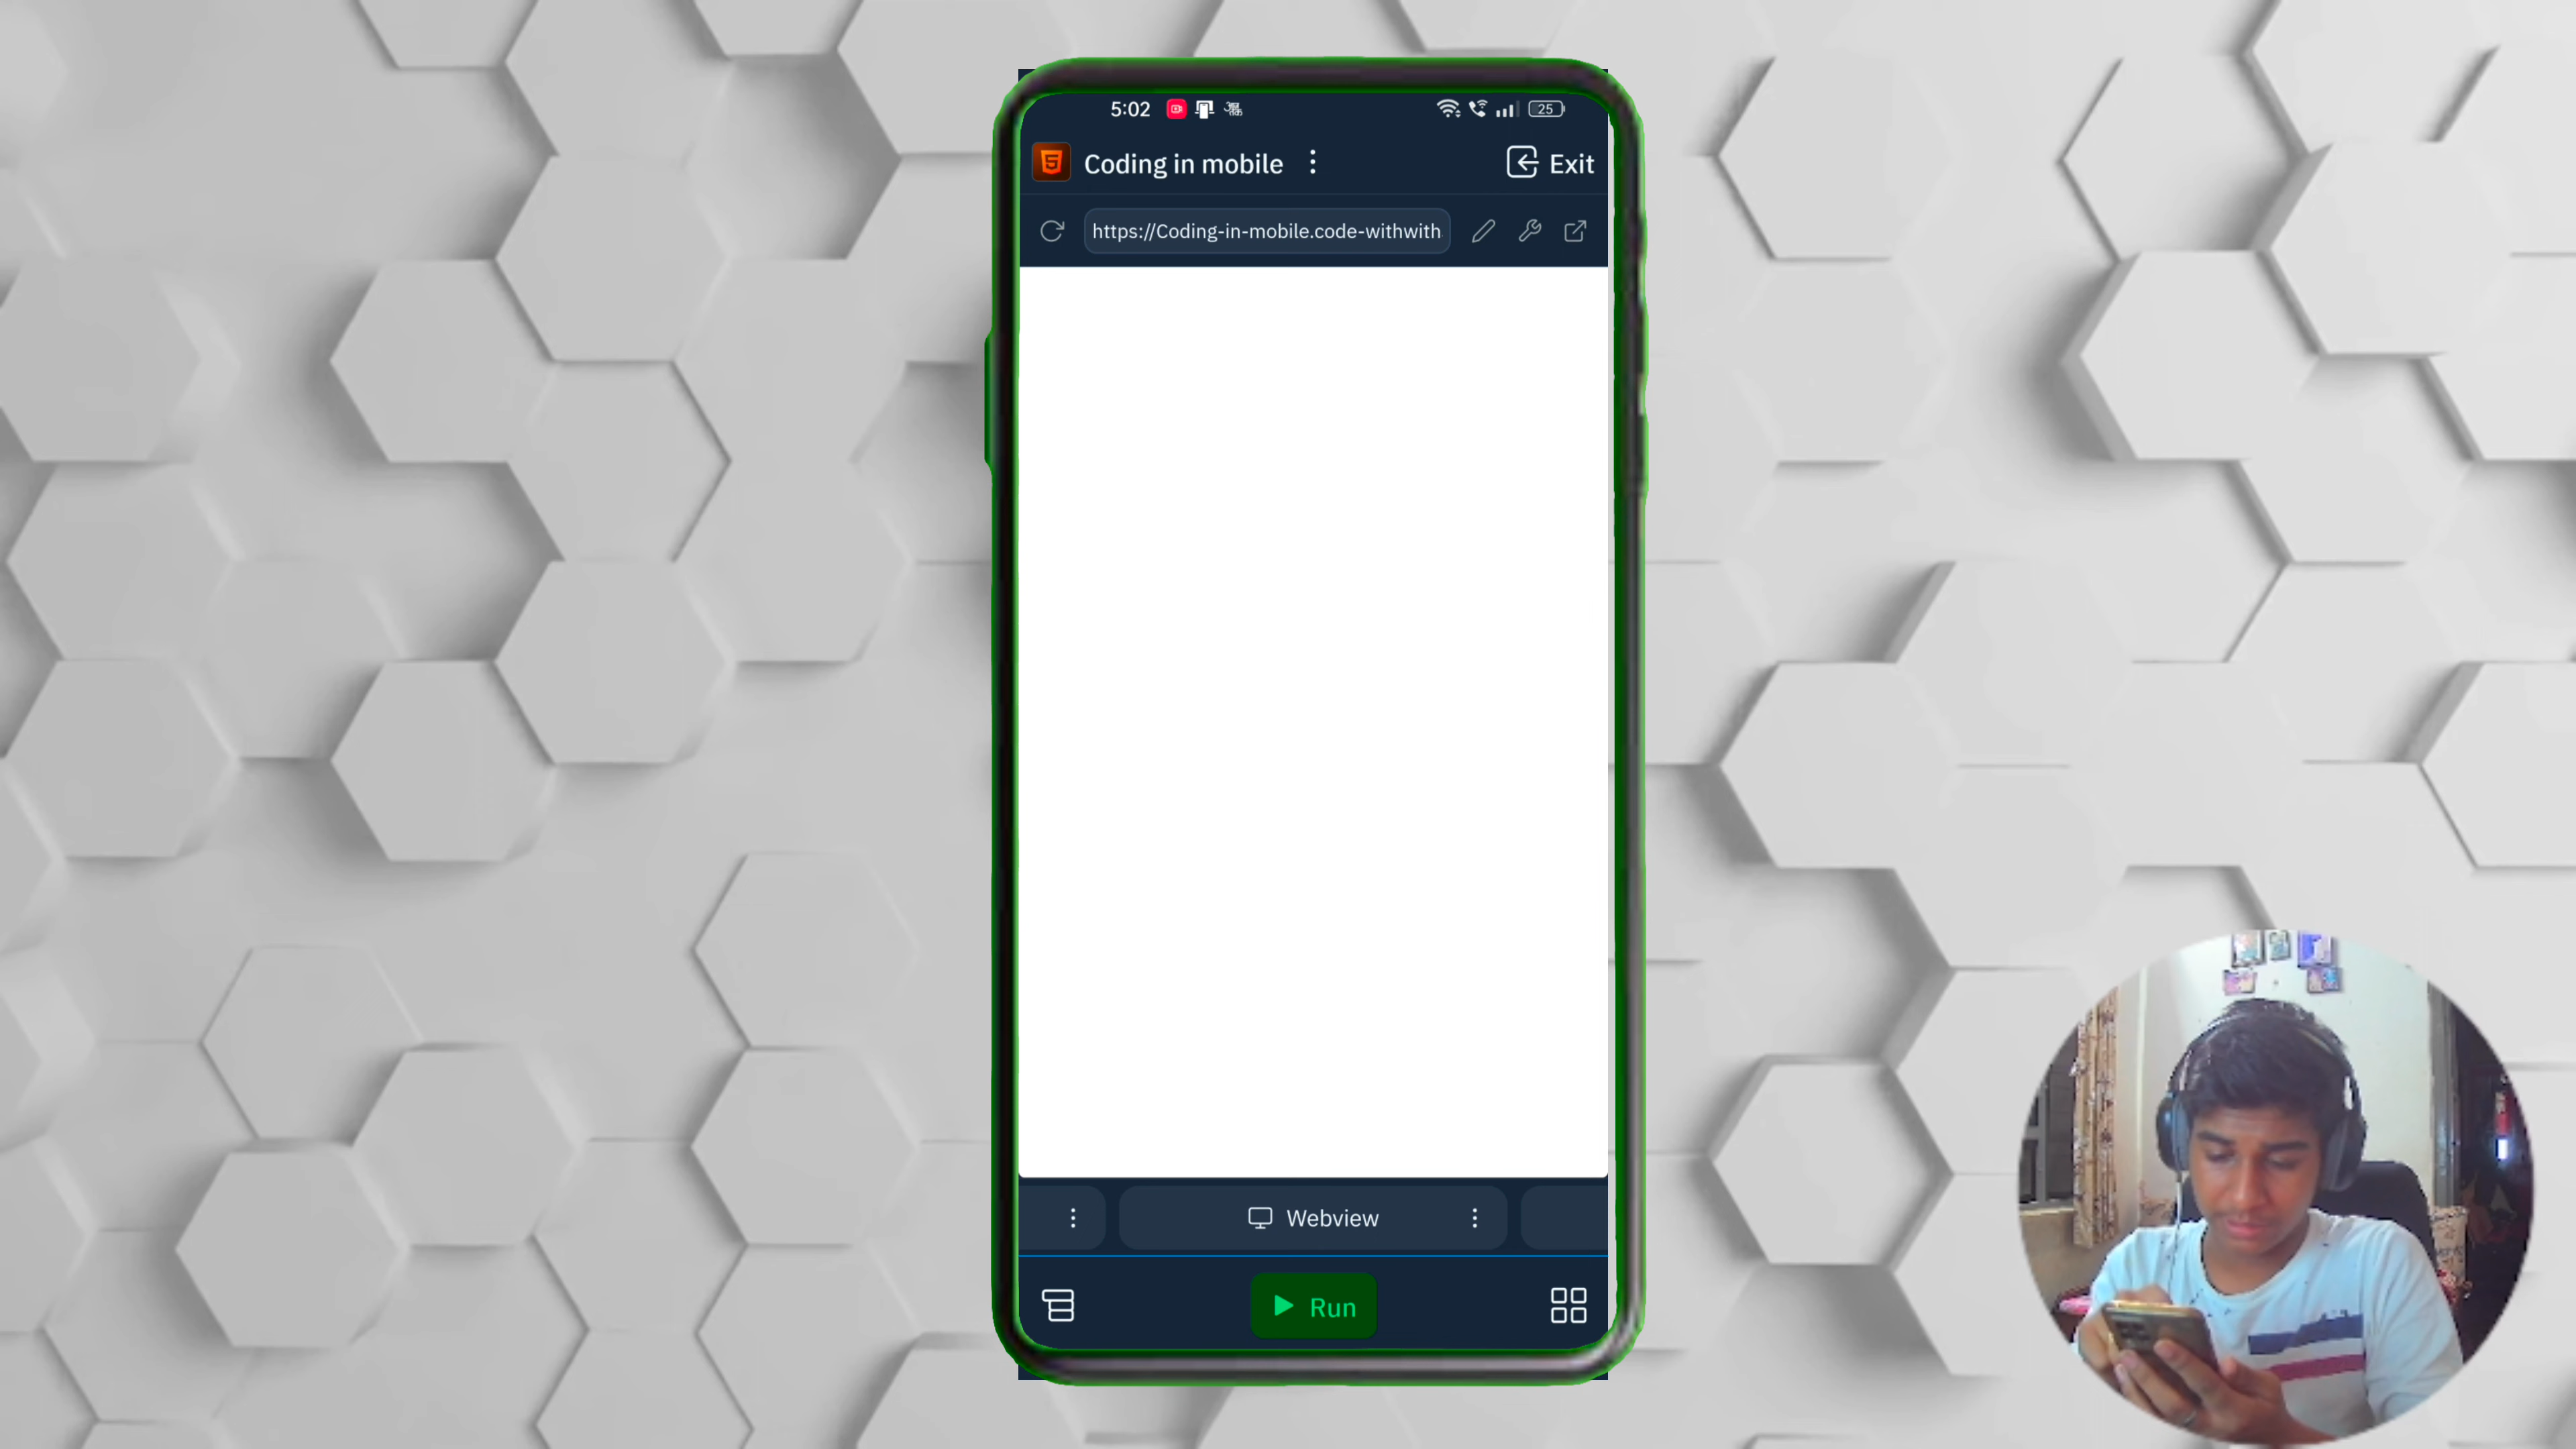 5:02
25
Coding in mobile
Exit
https://Coding-in-mobile.code-withwith
Webview
Run